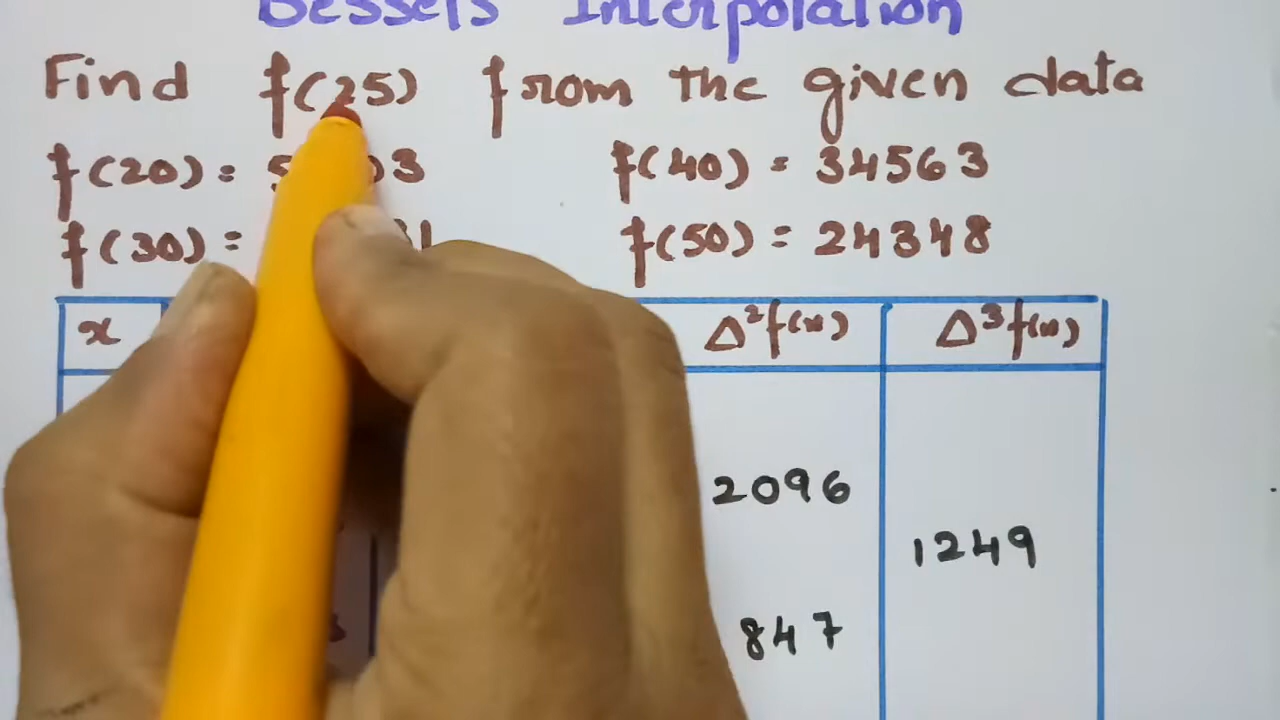 Bessels Interpolation
Find f(25) from the given data
f(20) = f(40) = 34563
f(30) = f(50) = 24348
x Δ²f(x) Δ³f(x)
2096
1249
847